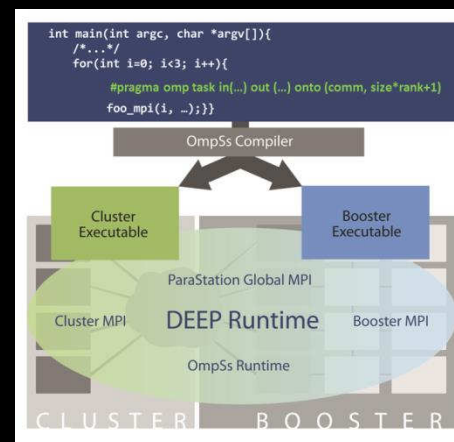 int main(int argc, char *argv[]){
/*...*/
for(int i=0; i<3; i++){
#pragma omp task in(…) out (…) onto (comm, size*rank+1)
foo_mpi(i, …);}}
OmpSs Compiler
Cluster
Executable
Booster
Executable
ParaStation Global MPI
Cluster MPI
DEEP Runtime
Booster MPI
OmpSs Runtime
CLUSTER
BOOSTER